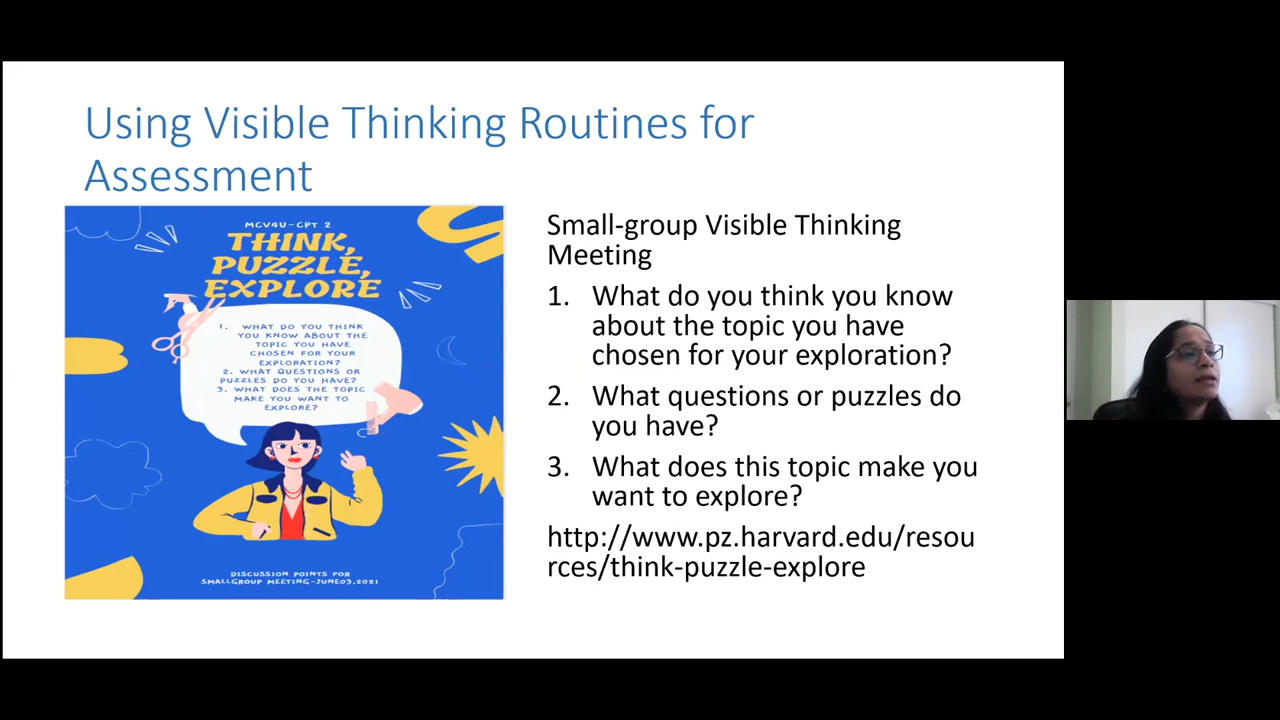 Using Visible Thinking Routines for
Assessment
MCV4U-CPT 2
THINK,
PUZZLE,
EXPLORE
1. WHAT DO YOU THINK
YOU KNOW ABOUT THE
TOPIC YOU HAVE
CHOSEN FOR YOUR
EXPLORATION?
2. WHAT QUESTIONS OR
PUZZLES DO YOU HAVE?
3. WHAT DOES THE TOPIC
MAKE YOU WANT TO
EXPLORE?
DISCUSSION POINTS FOR
SMALLGROUP MEETING-JUNE03,2021
Small-group Visible Thinking
Meeting
1. What do you think you know
about the topic you have
chosen for your exploration?
2. What questions or puzzles do
you have?
3. What does this topic make you
want to explore?
http://www.pz.harvard.edu/resou
rces/think-puzzle-explore